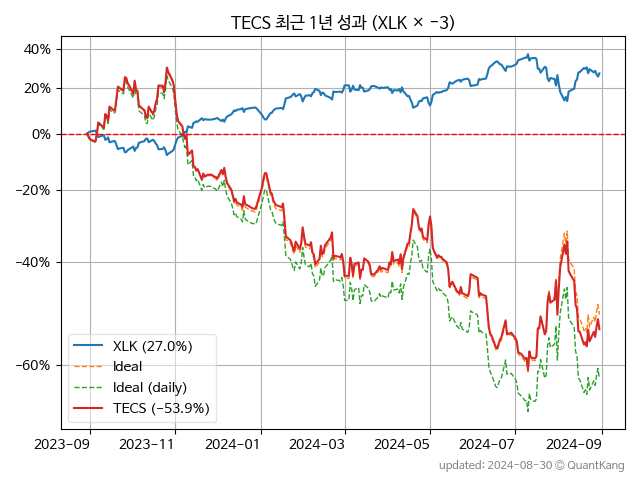 TECS 최근 1년 성과 (XLK × −3)
40%
20%
0%
−20%
−40%
−60%
XLK (27.0%)
Ideal
Ideal (daily)
TECS (−53.9%)
2023-09 2023-11 2024-01 2024-03 2024-05 2024-07 2024-09
updated: 2024-08-30 © QuantKang